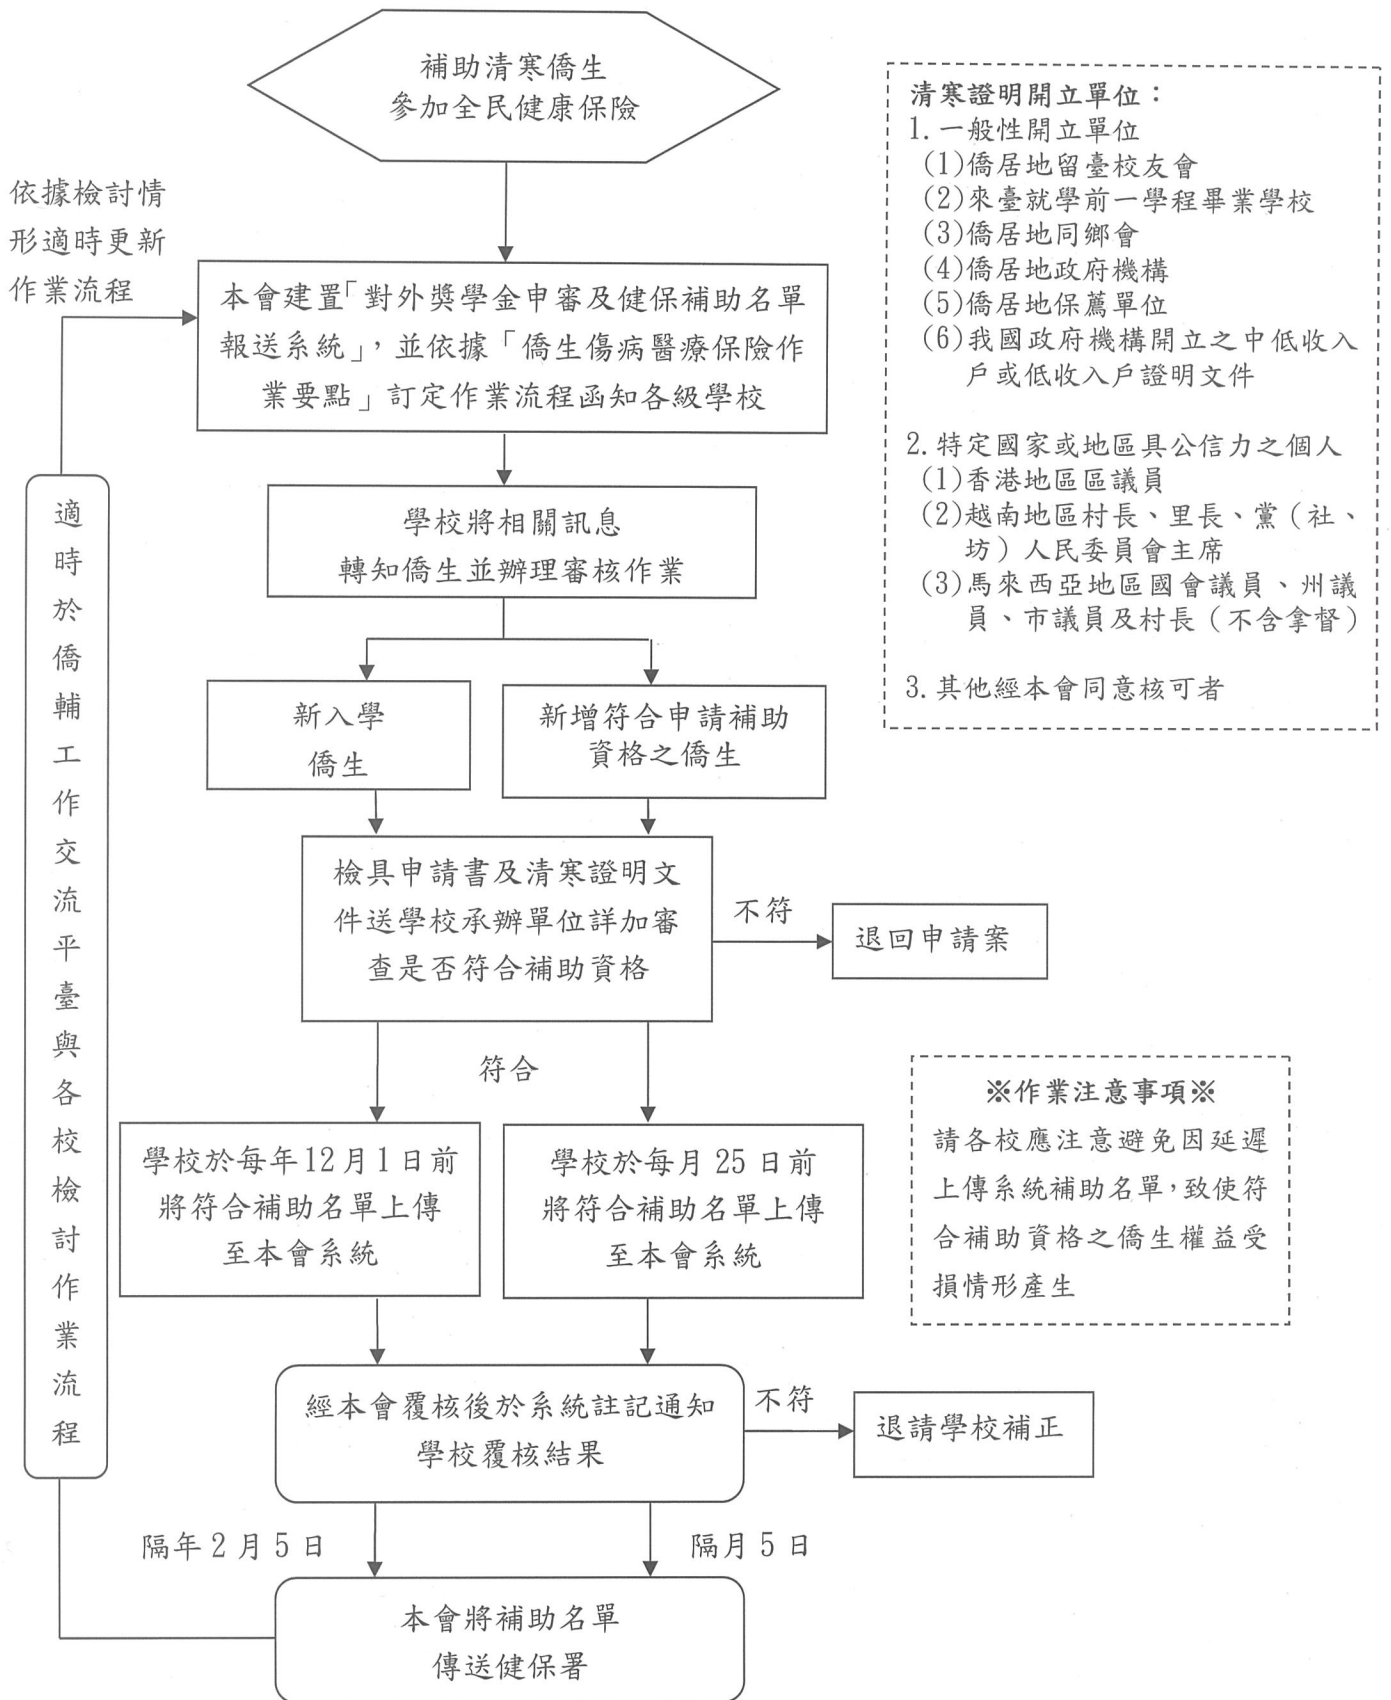 補助清寒僑生
參加全民健康保險
依據檢討情
形適時更新
作業流程
本會建置「對外獎學金申審及健保補助名單
報送系統」，並依據「僑生傷病醫療保險作
業要點」訂定作業流程函知各級學校
學校將相關訊息
轉知僑生並辦理審核作業
新入學
僑生
新增符合申請補助
資格之僑生
檢具申請書及清寒證明文
件送學校承辦單位詳加審
查是否符合補助資格
不符
退回申請案
符合
學校於每年12月1日前
將符合補助名單上傳
至本會系統
學校於每月 25 日前
將符合補助名單上傳
至本會系統
經本會覆核後於系統註記通知
學校覆核結果
不符
退請學校補正
隔年 2 月 5 日
隔月 5 日
本會將補助名單
傳送健保署
適時於僑輔工作交流平臺與各校檢討作業流程
清寒證明開立單位：
1.一般性開立單位
(1)僑居地留臺校友會
(2)來臺就學前一學程畢業學校
(3)僑居地同鄉會
(4)僑居地政府機構
(5)僑居地保薦單位
(6)我國政府機構開立之中低收入
戶或低收入戶證明文件
2.特定國家或地區具公信力之個人
(1)香港地區區議員
(2)越南地區村長、里長、黨（社、
坊）人民委員會主席
(3)馬來西亞地區國會議員、州議
員、市議員及村長（不含拿督）
3.其他經本會同意核可者
※作業注意事項※
請各校應注意避免因延遲
上傳系統補助名單，致使符
合補助資格之僑生權益受
損情形產生